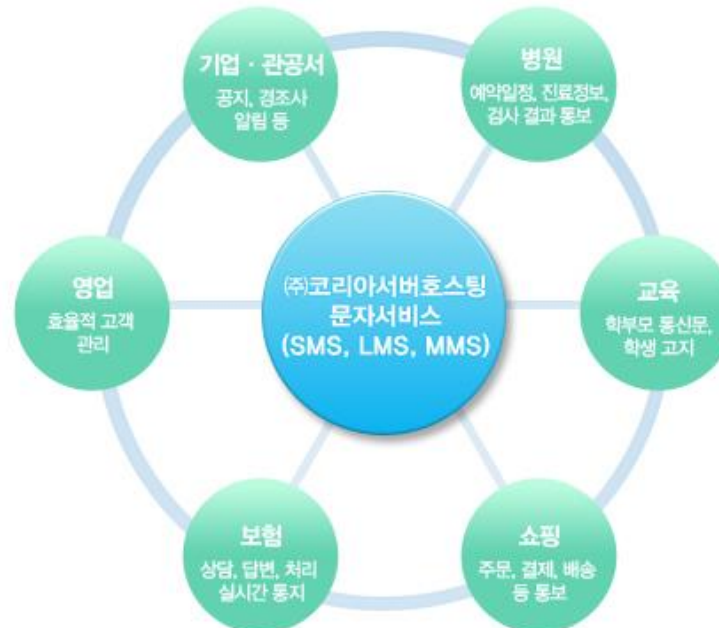 기업 · 관공서
공지, 경조사
알림 등
병원
예약일정, 진료정보,
검사 결과 통보
영업
효율적 고객
관리
㈜코리아서버호스팅
문자서비스
(SMS, LMS, MMS)
교육
학부모 통신문,
학생 고지
보험
상담, 답변, 처리
실시간 통지
쇼핑
주문, 결제, 배송
등 통보